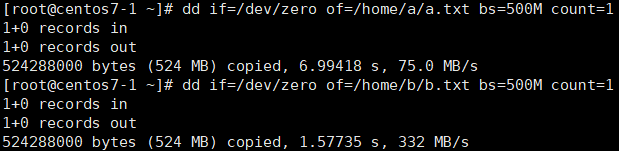 [root@centos7-1 ~]# dd if=/dev/zero of=/home/a/a.txt bs=500M count=1
1+0 records in
1+0 records out
524288000 bytes (524 MB) copied, 6.99418 s, 75.0 MB/s
[root@centos7-1 ~]# dd if=/dev/zero of=/home/b/b.txt bs=500M count=1
1+0 records in
1+0 records out
524288000 bytes (524 MB) copied, 1.57735 s, 332 MB/s